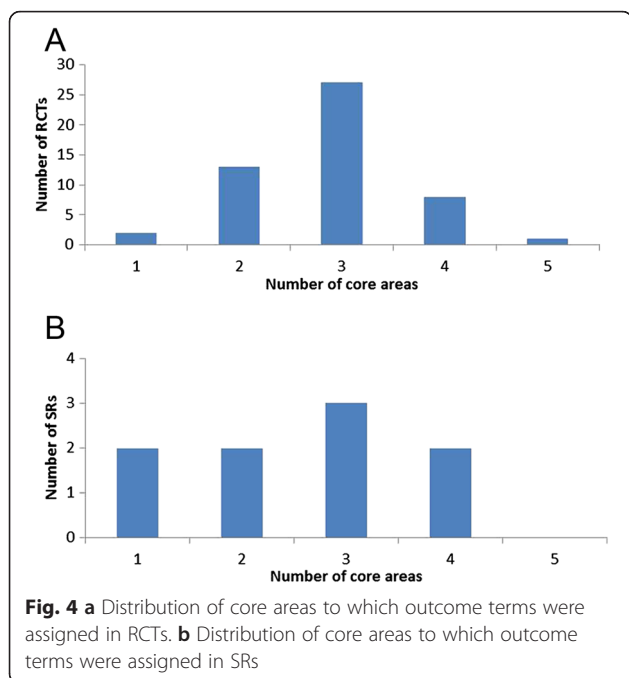 A
30
25
20
15
10
5
0
Number of RCTs
1 2 3 4 5
Number of core areas
B
4
3
2
1
0
Number of SRs
1 2 3 4 5
Number of core areas
Fig. 4 a Distribution of core areas to which outcome terms were
assigned in RCTs. b Distribution of core areas to which outcome
terms were assigned in SRs